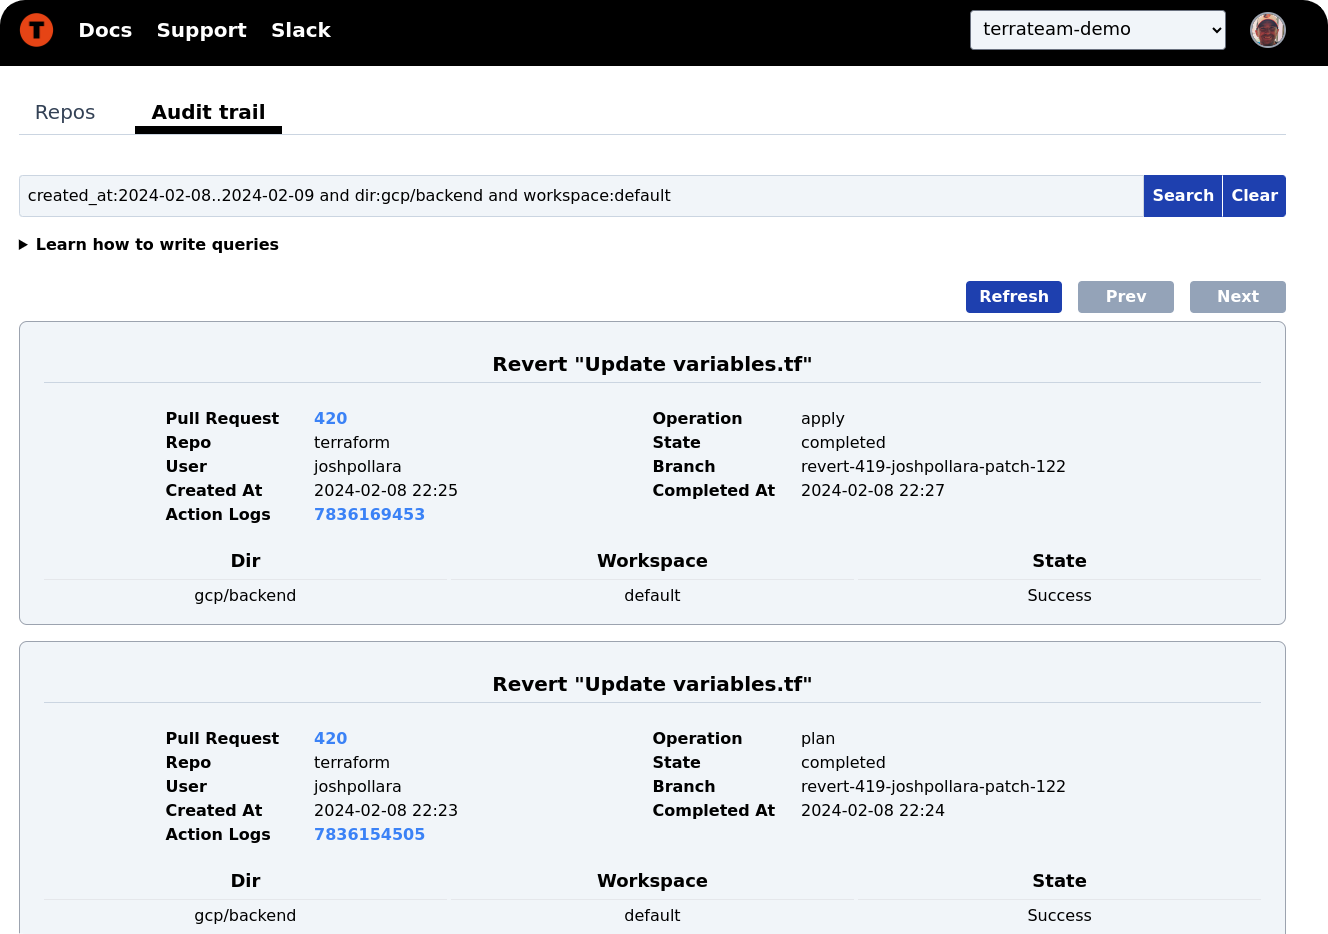 T Docs Support Slack terrateam-demo
Repos Audit trail
created_at:2024-02-08..2024-02-09 and dir:gcp/backend and workspace:default Search Clear
Learn how to write queries
Refresh Prev Next
Revert "Update variables.tf"
Pull Request 420 Operation apply
Repo terraform State completed
User joshpollara Branch revert-419-joshpollara-patch-122
Created At 2024-02-08 22:25 Completed At 2024-02-08 22:27
Action Logs 7836169453
Dir Workspace State
gcp/backend default Success
Revert "Update variables.tf"
Pull Request 420 Operation plan
Repo terraform State completed
User joshpollara Branch revert-419-joshpollara-patch-122
Created At 2024-02-08 22:23 Completed At 2024-02-08 22:24
Action Logs 7836154505
Dir Workspace State
gcp/backend default Success